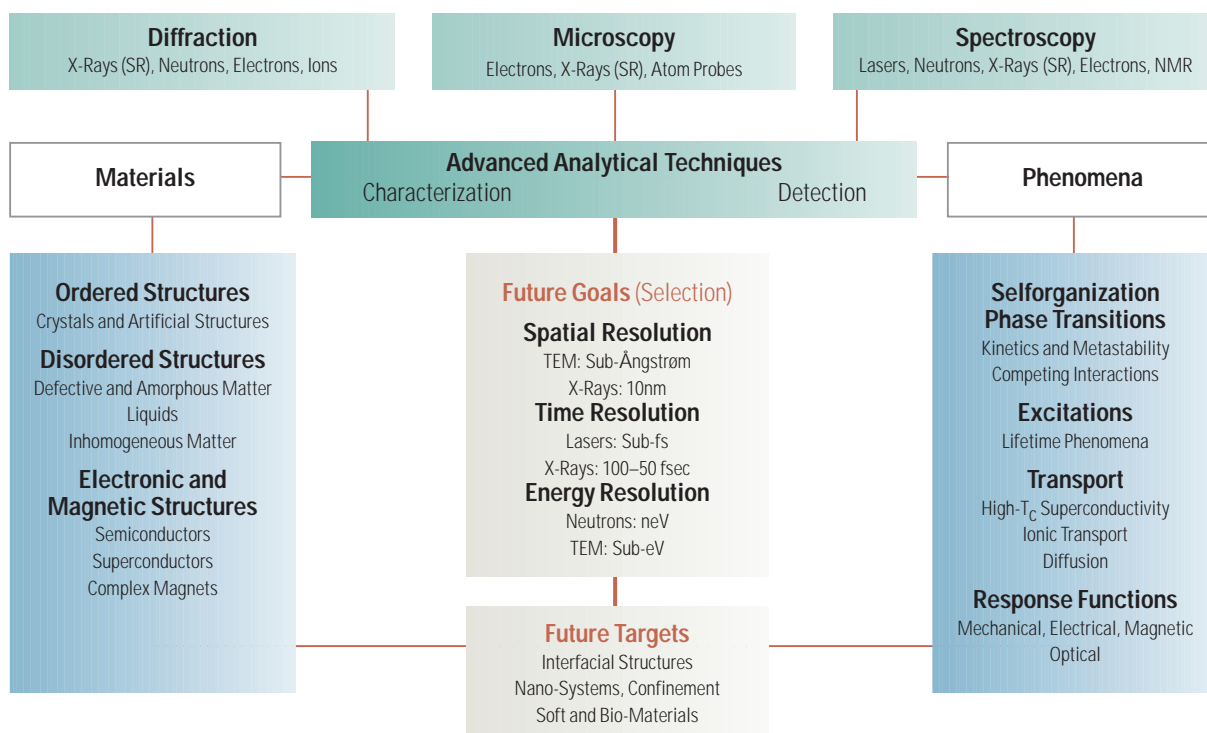 Diffraction
X-Rays (SR), Neutrons, Electrons, Ions
Microscopy
Electrons, X-Rays (SR), Atom Probes
Spectroscopy
Lasers, Neutrons, X-Rays (SR), Electrons, NMR
Materials
Advanced Analytical Techniques
Characterization Detection
Phenomena
Ordered Structures
Crystals and Artificial Structures
Disordered Structures
Defective and Amorphous Matter
Liquids
Inhomogeneous Matter
Electronic and
Magnetic Structures
Semiconductors
Superconductors
Complex Magnets
Future Goals (Selection)
Spatial Resolution
TEM: Sub-Ångstrøm
X-Rays: 10nm
Time Resolution
Lasers: Sub-fs
X-Rays: 100–50 fsec
Energy Resolution
Neutrons: neV
TEM: Sub-eV
Future Targets
Interfacial Structures
Nano-Systems, Confinement
Soft and Bio-Materials
Selforganization
Phase Transitions
Kinetics and Metastability
Competing Interactions
Excitations
Lifetime Phenomena
Transport
High-TC Superconductivity
Ionic Transport
Diffusion
Response Functions
Mechanical, Electrical, Magnetic
Optical